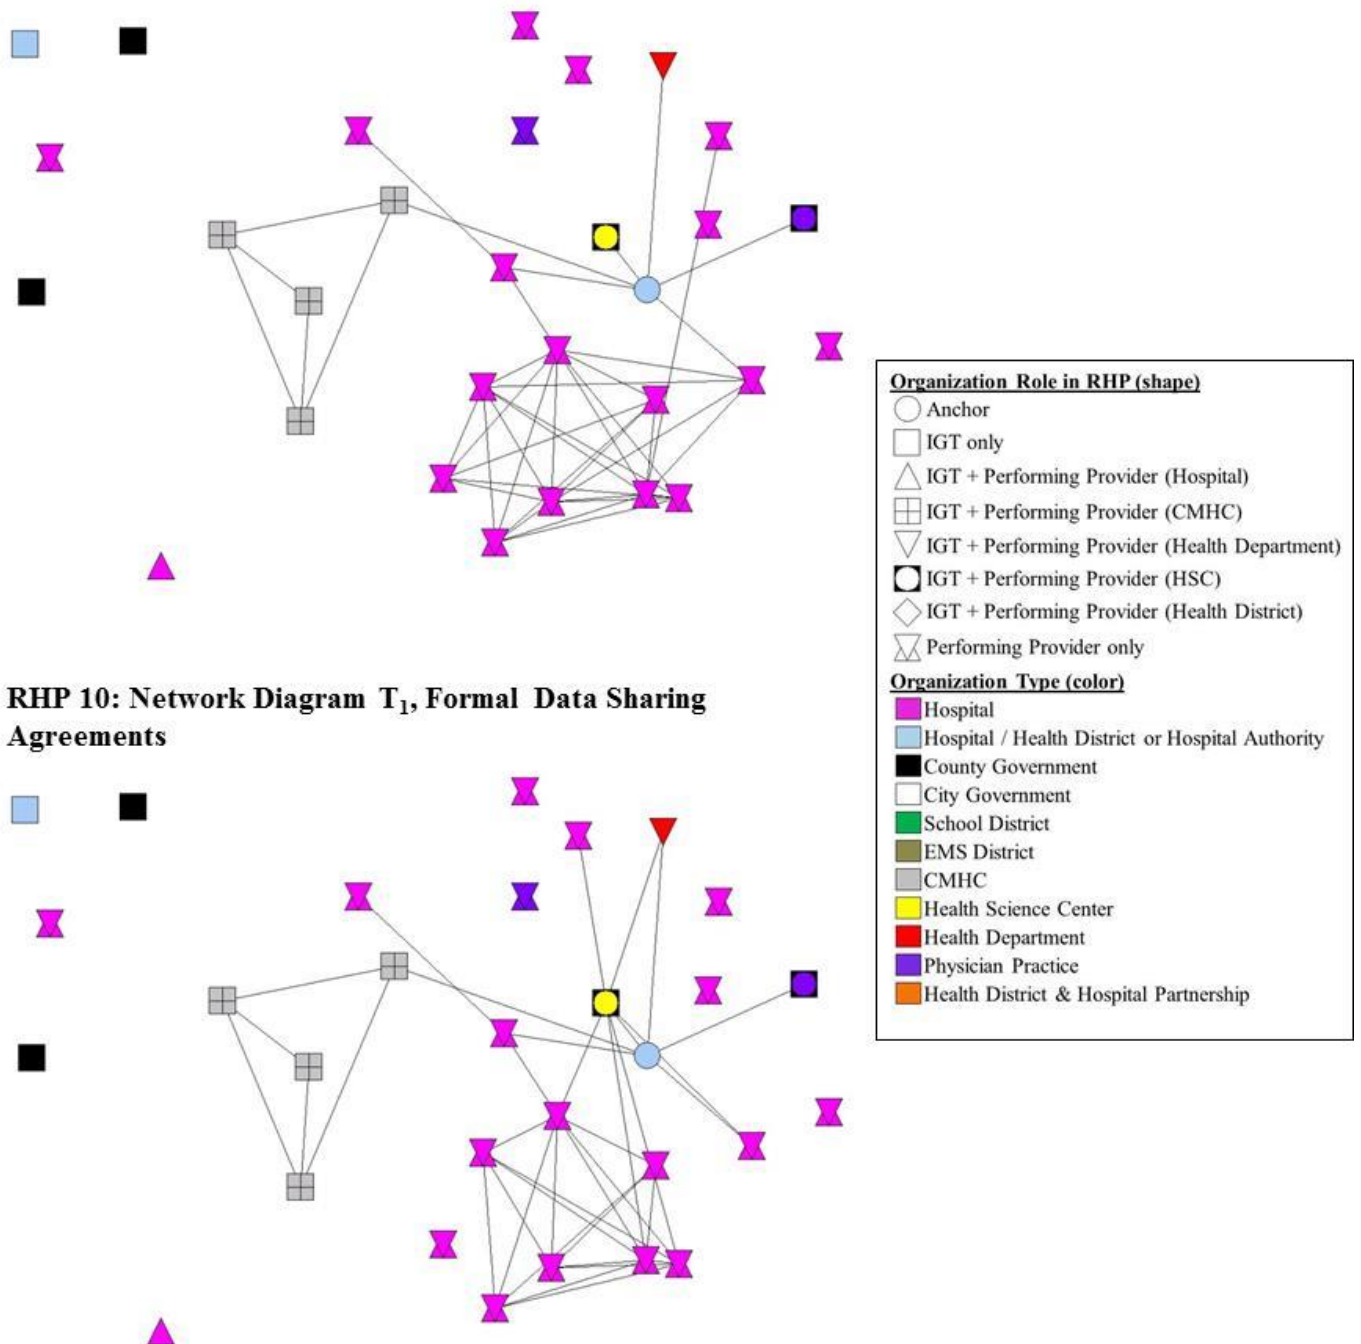 Organization Role in RHP (shape)
Anchor
IGT only
IGT + Performing Provider (Hospital)
IGT + Performing Provider (CMHC)
IGT + Performing Provider (Health Department)
IGT + Performing Provider (HSC)
IGT + Performing Provider (Health District)
Performing Provider only
Organization Type (color)
Hospital
Hospital / Health District or Hospital Authority
County Government
City Government
School District
EMS District
CMHC
Health Science Center
Health Department
Physician Practice
Health District & Hospital Partnership
RHP 10: Network Diagram T1, Formal Data Sharing
Agreements